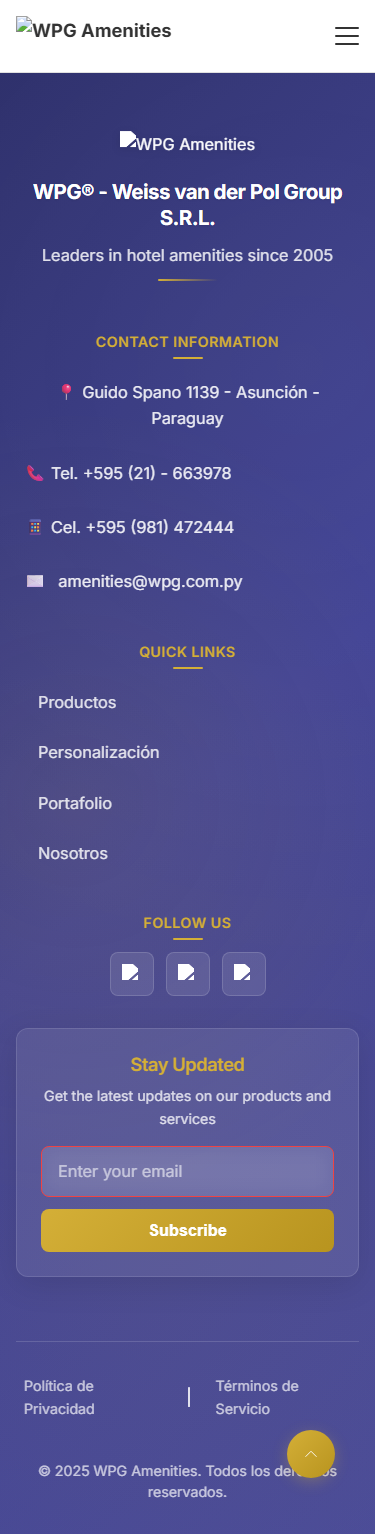 WPG Amenities
WPG Amenities
WPG® - Weiss van der Pol Group
S.R.L.
Leaders in hotel amenities since 2005
CONTACT INFORMATION
Guido Spano 1139 - Asunción -
Paraguay
Tel. +595 (21) - 663978
Cel. +595 (981) 472444
amenities@wpg.com.py
QUICK LINKS
Productos
Personalización
Portafolio
Nosotros
FOLLOW US
Stay Updated
Get the latest updates on our products and
services
Enter your email
Subscribe
Política de
Privacidad
|
Términos de
Servicio
© 2025 WPG Amenities. Todos los derechos
reservados.